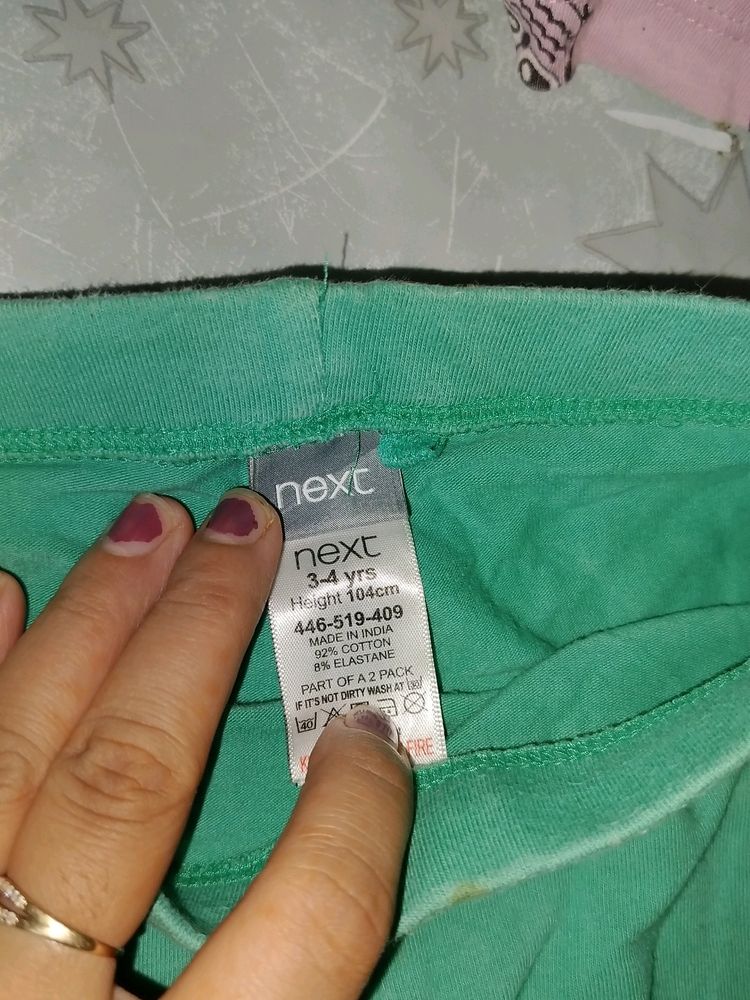 next
next
3-4 yrs
Height 104cm
446-519-409
MADE IN INDIA
92% COTTON
8% ELASTANE
PART OF A 2 PACK
IF IT'S NOT DIRTY WASH AT 30
40
FIRE